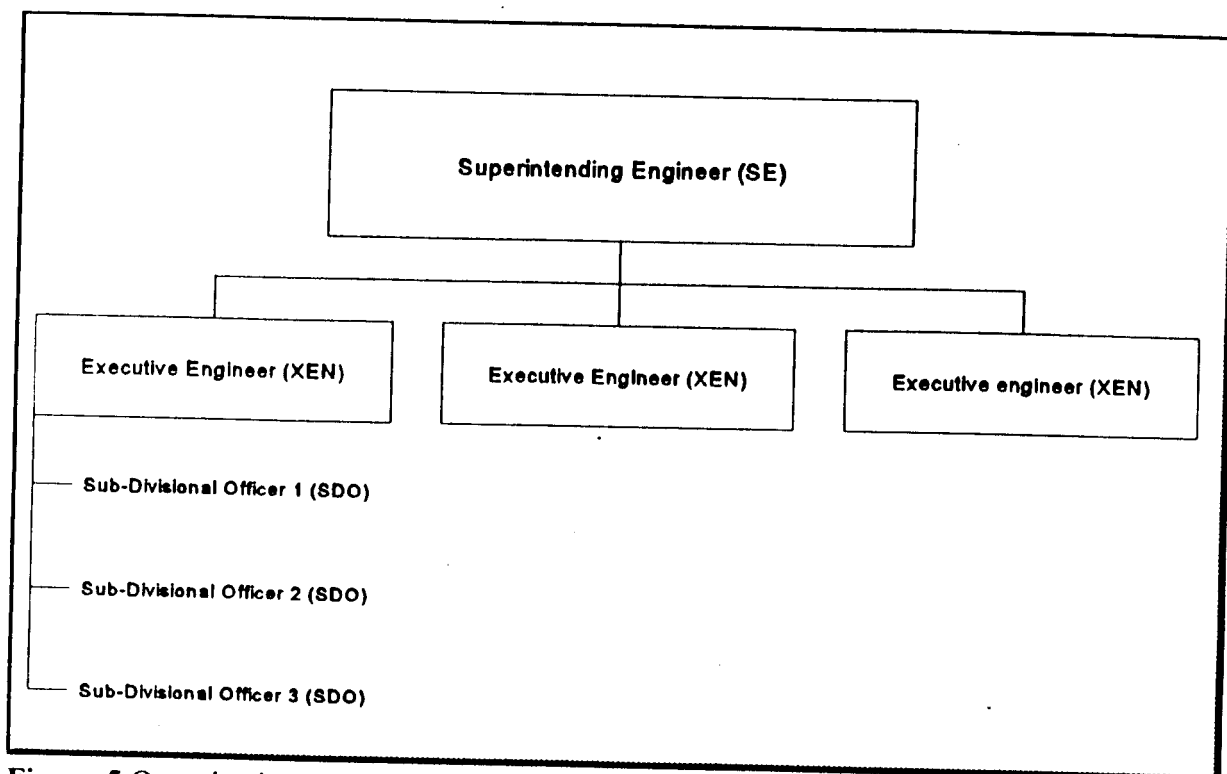 Superintending Engineer (SE)
Executive Engineer (XEN)
Executive Engineer (XEN)
Executive engineer (XEN)
Sub-Divisional Officer 1 (SDO)
Sub-Divisional Officer 2 (SDO)
Sub-Divisional Officer 3 (SDO)